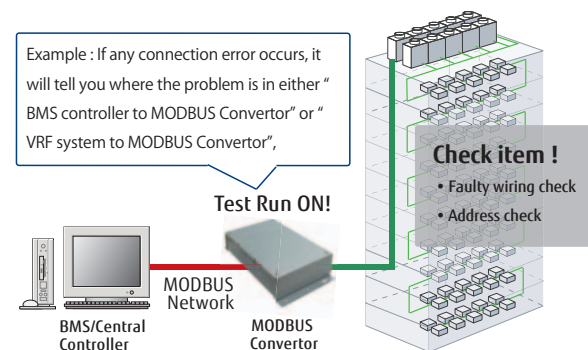 Example : If any connection error occurs, it
will tell you where the problem is in either “
BMS controller to MODBUS Convertor” or “
VRF system to MODBUS Convertor”,
Test Run ON!
Check item !
• Faulty wiring check
• Address check
MODBUS
Network
BMS/Central
Controller
MODBUS
Convertor